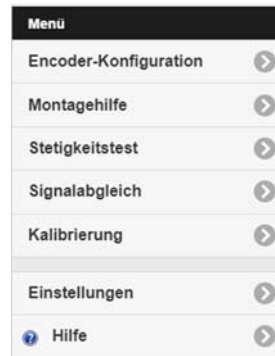 Menü
Encoder-Konfiguration
Montagehilfe
Stetigkeitstest
Signalabgleich
Kalibrierung
Einstellungen
Hilfe